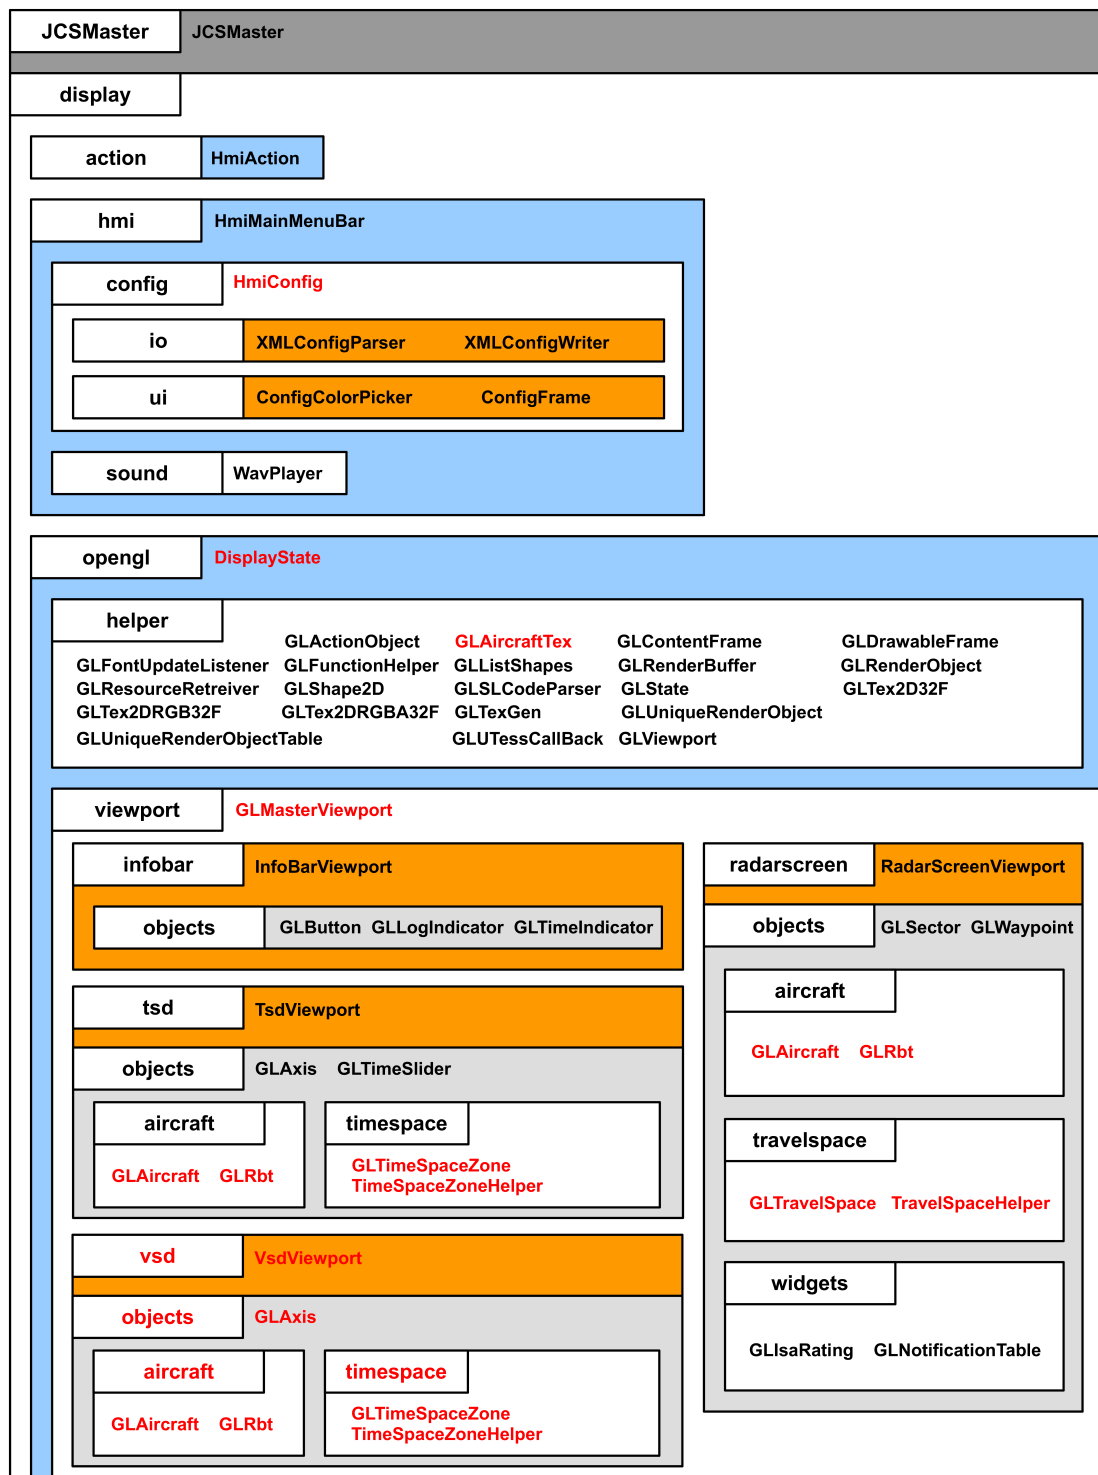 JCSMaster JCSMaster
display
action HmiAction
hmi HmiMainMenuBar
config HmiConfig
io XMLConfigParser XMLConfigWriter
ui ConfigColorPicker ConfigFrame
sound WavPlayer
opengl DisplayState
helper
GLActionObject GLAircraftTex GLContentFrame GLDrawableFrame
GLFontUpdateListener GLFunctionHelper GLListShapes GLRenderBuffer GLRenderObject
GLResourceRetreiver GLShape2D GLSLCodeParser GLState GLTex2D32F
GLTex2DRGB32F GLTex2DRGBA32F GLTexGen GLUniqueRenderObject
GLUniqueRenderObjectTable GLUTessCallBack GLViewport
viewport GLMasterViewport
infobar InfoBarViewport
objects GLButton GLLogIndicator GLTimeIndicator
tsd TsdViewport
objects GLAxis GLTimeSlider
aircraft
GLAircraft GLRbt
timespace
GLTimeSpaceZone
TimeSpaceZoneHelper
vsd VsdViewport
objects GLAxis
aircraft
GLAircraft GLRbt
timespace
GLTimeSpaceZone
TimeSpaceZoneHelper
radarscreen RadarScreenViewport
objects GLSector GLWaypoint
aircraft
GLAircraft GLRbt
travelspace
GLTravelSpace TravelSpaceHelper
widgets
GLIsaRating GLNotificationTable